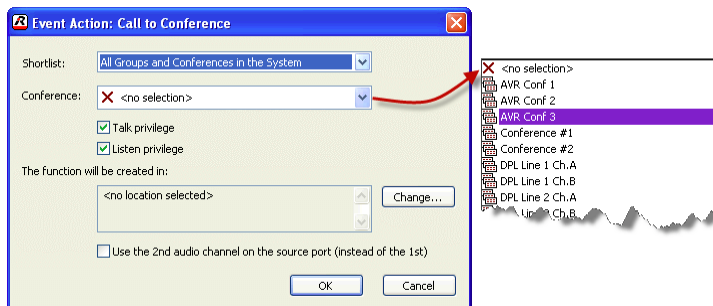 Event Action: Call to Conference
Shortlist: All Groups and Conferences in the System
Conference: <no selection>
Talk privilege
Listen privilege
The function will be created in:
<no location selected>
Change...
Use the 2nd audio channel on the source port (instead of the 1st)
OK Cancel
<no selection>
AVR Conf 1
AVR Conf 2
AVR Conf 3
Conference #1
Conference #2
DPL Line 1 Ch.A
DPL Line 1 Ch.B
DPL Line 2 Ch.A
Ch.B